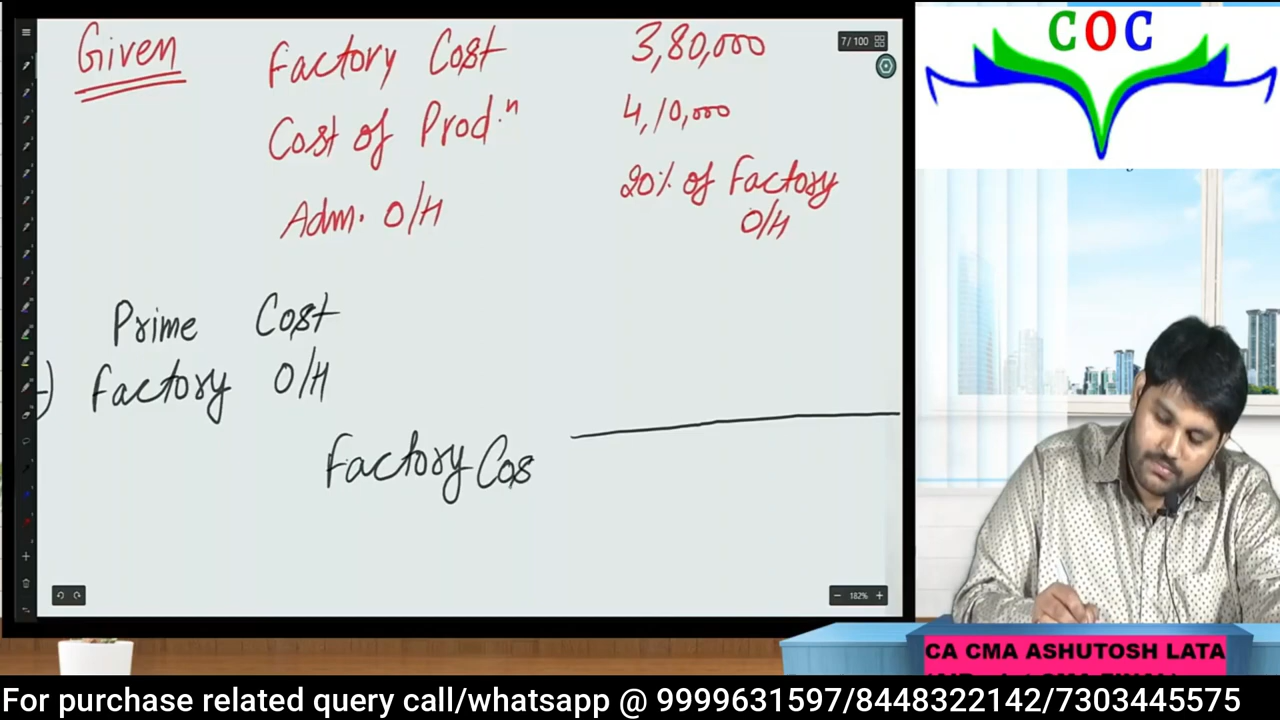 Given
Factory Cost 3,80,000
Cost of Prod.ⁿ 4,10,000
Adm. O/H 20% of Factory O/H
Prime Cost
Factory O/H
Factory Cos
7/100
182%
COC
CA CMA ASHUTOSH LATA
For purchase related query call/whatsapp @ 9999631597/8448322142/7303445575